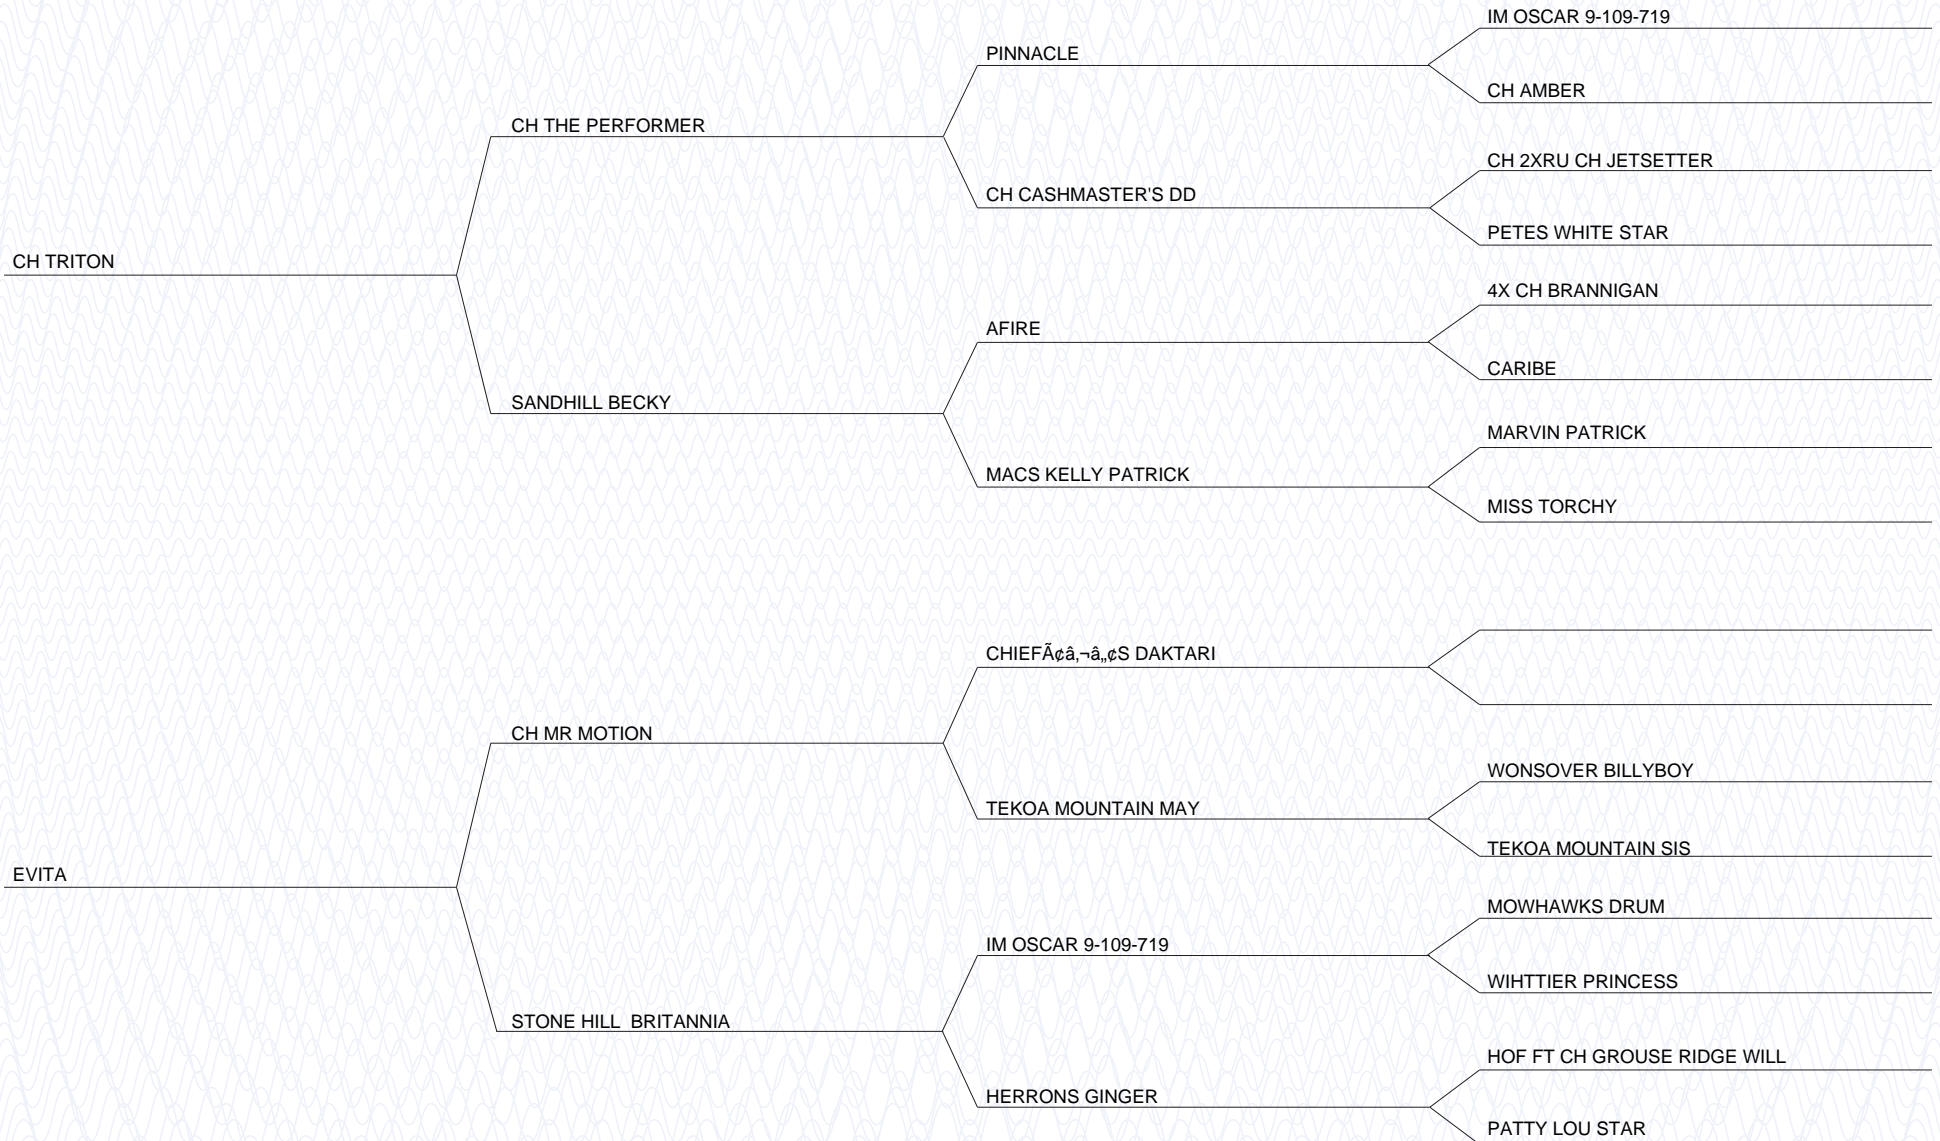 IM OSCAR 9-109-719
PINNACLE
CH AMBER
CH THE PERFORMER
CH 2XRU CH JETSETTER
CH CASHMASTER'S DD
PETES WHITE STAR
CH TRITON
4X CH BRANNIGAN
AFIRE
CARIBE
SANDHILL BECKY
MARVIN PATRICK
MACS KELLY PATRICK
MISS TORCHY
CHIEFÃ¢â‚¬â„¢S DAKTARI
CH MR MOTION
WONSOVER BILLYBOY
TEKOA MOUNTAIN MAY
TEKOA MOUNTAIN SIS
EVITA
MOWHAWKS DRUM
IM OSCAR 9-109-719
WIHTTIER PRINCESS
STONE HILL  BRITANNIA
HOF FT CH GROUSE RIDGE WILL
HERRONS GINGER
PATTY LOU STAR